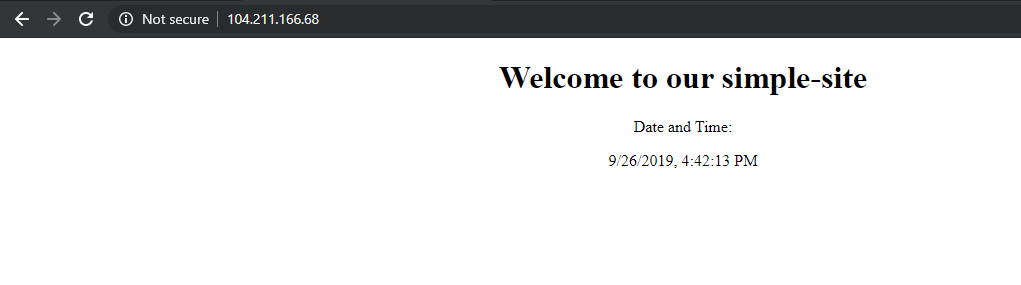 Not secure | 104.211.166.68
Welcome to our simple-site
Date and Time:
9/26/2019, 4:42:13 PM